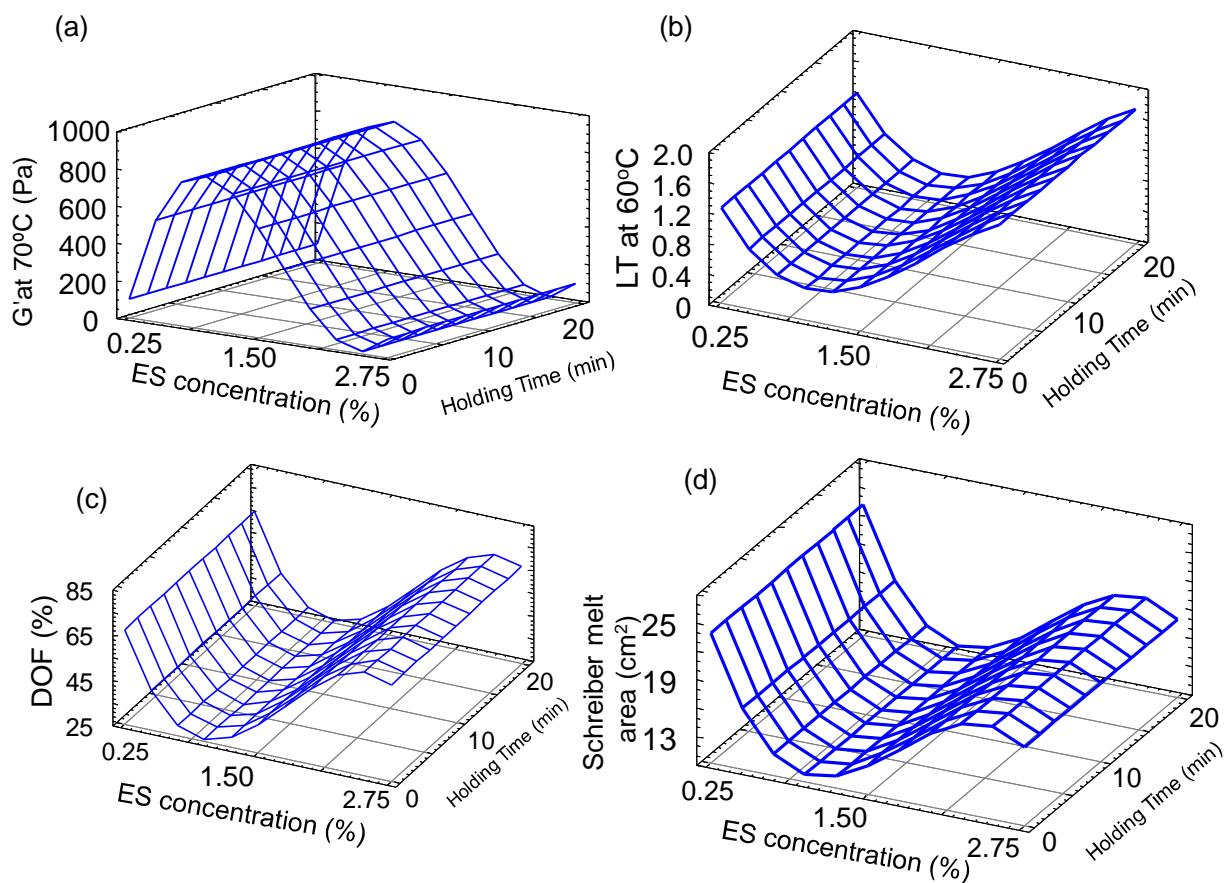 (a)
1000
800
600
400
200
0
G'at 70ºC (Pa)
0.25
1.50
2.75
ES concentration (%)
0
10
20
Holding Time (min)
(b)
2.0
1.6
1.2
0.8
0.4
0
LT at 60ºC
0.25
1.50
2.75
ES concentration (%)
0
10
20
Holding Time (min)
(c)
85
65
45
25
DOF (%)
0.25
1.50
2.75
ES concentration (%)
0
10
20
Holding Time (min)
(d)
25
19
13
Schreiber melt
area (cm²)
0.25
1.50
2.75
ES concentration (%)
0
10
20
Holding Time (min)